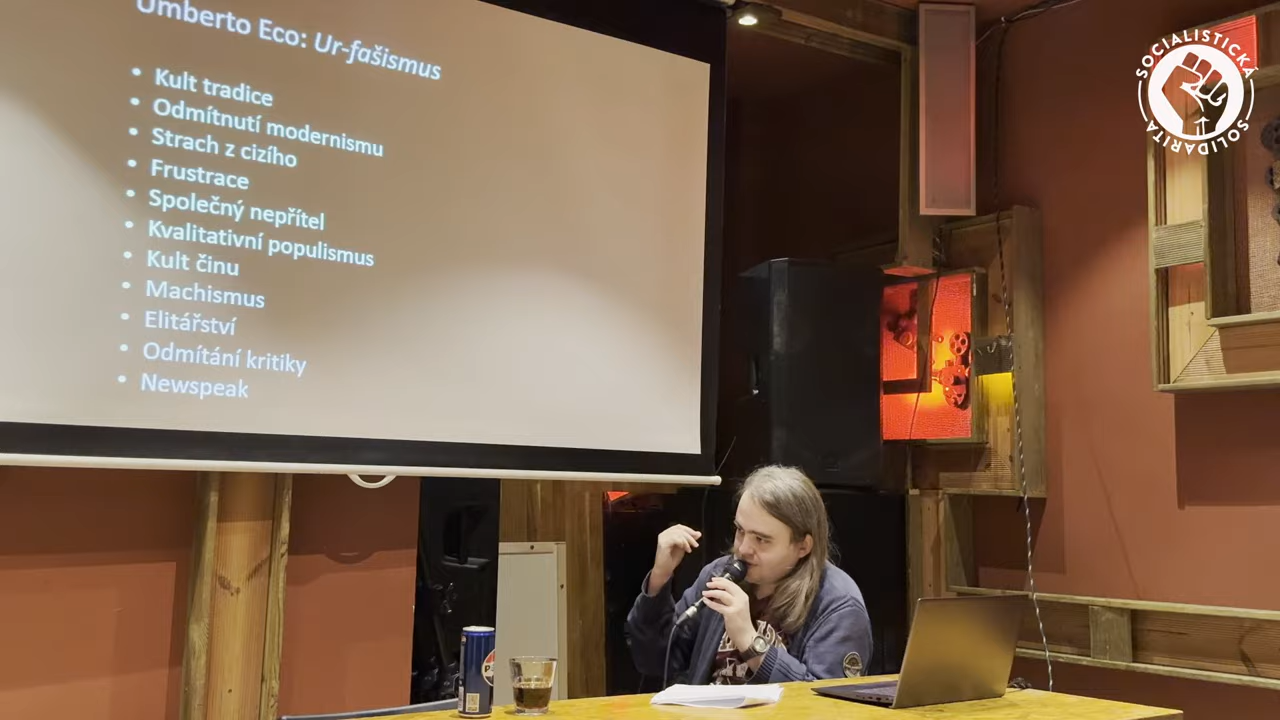 Umberto Eco: Ur-fašismus
• Kult tradice
• Odmítnutí modernismu
• Strach z cizího
• Frustrace
• Společný nepřítel
• Kvalitativní populismus
• Kult činu
• Machismus
• Elitářství
• Odmítání kritiky
• Newspeak
SOCIALISTICKÁ
SOLIDARITA